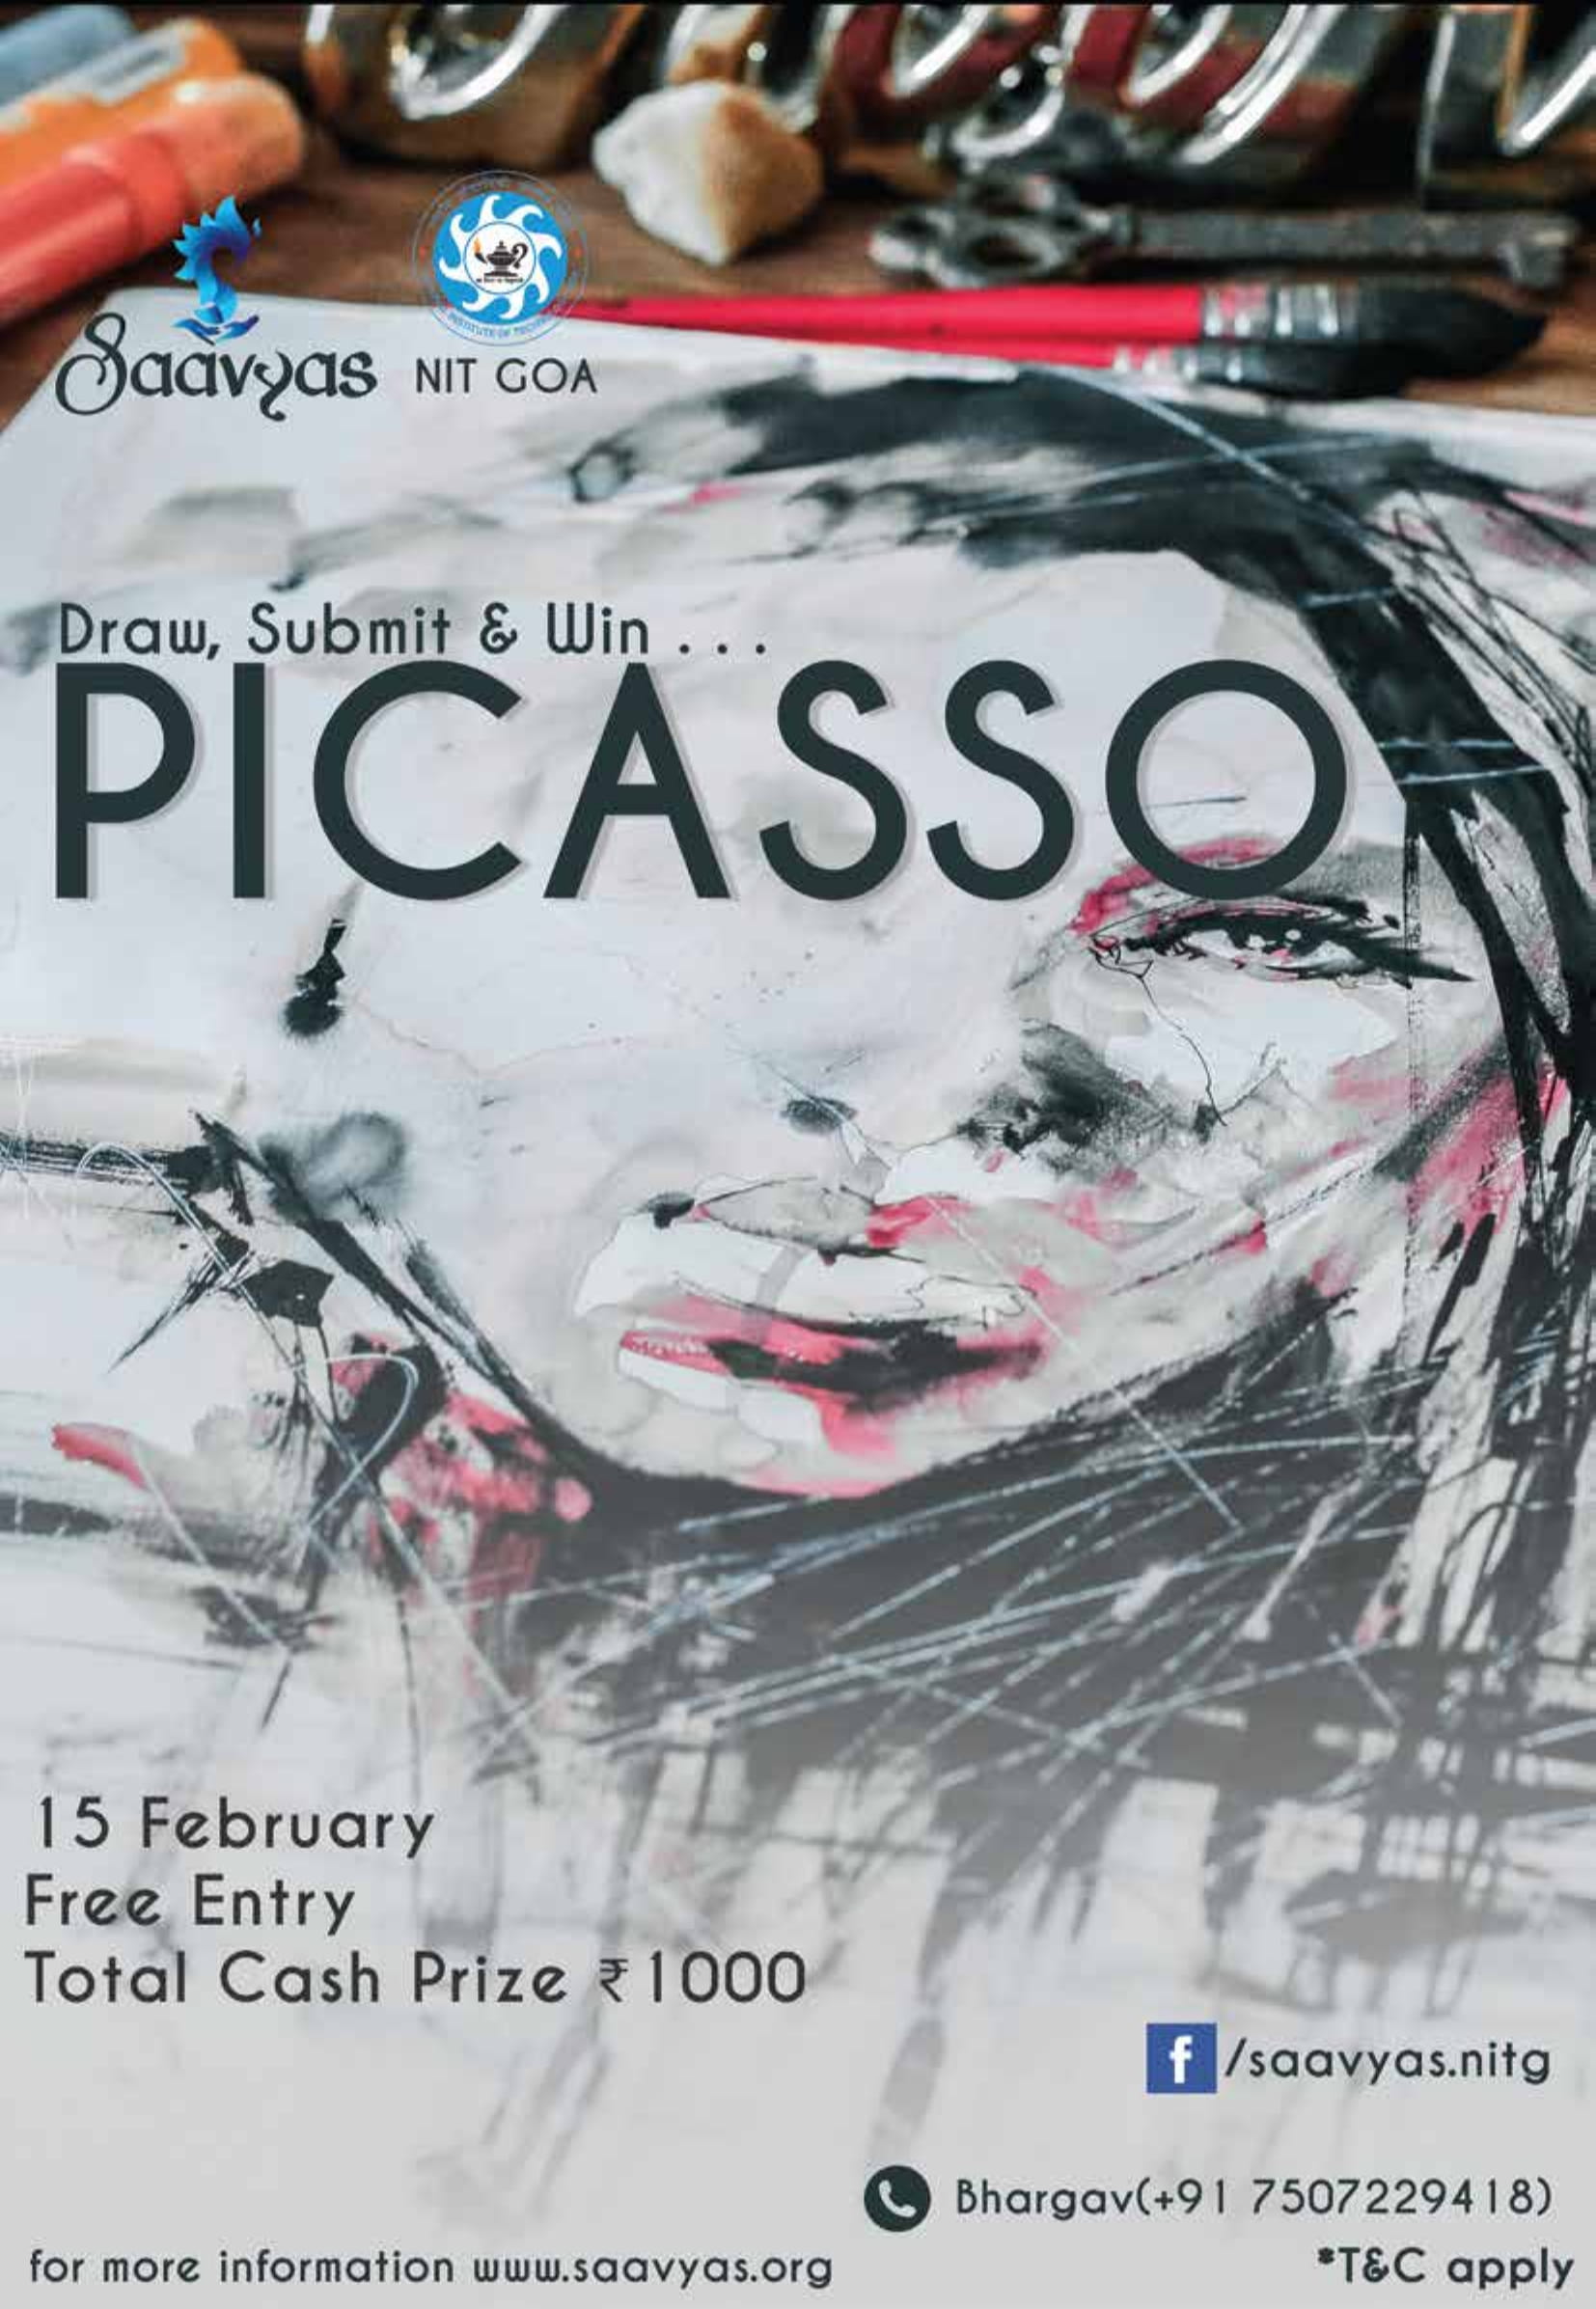 Saavyas
NIT GOA
Draw, Submit & Win . . .
PICASSO
15 February
Free Entry
Total Cash Prize ₹1000
f /saavyas.nitg
Bhargav(+91 7507229418)
for more information www.saavyas.org
*T&C apply